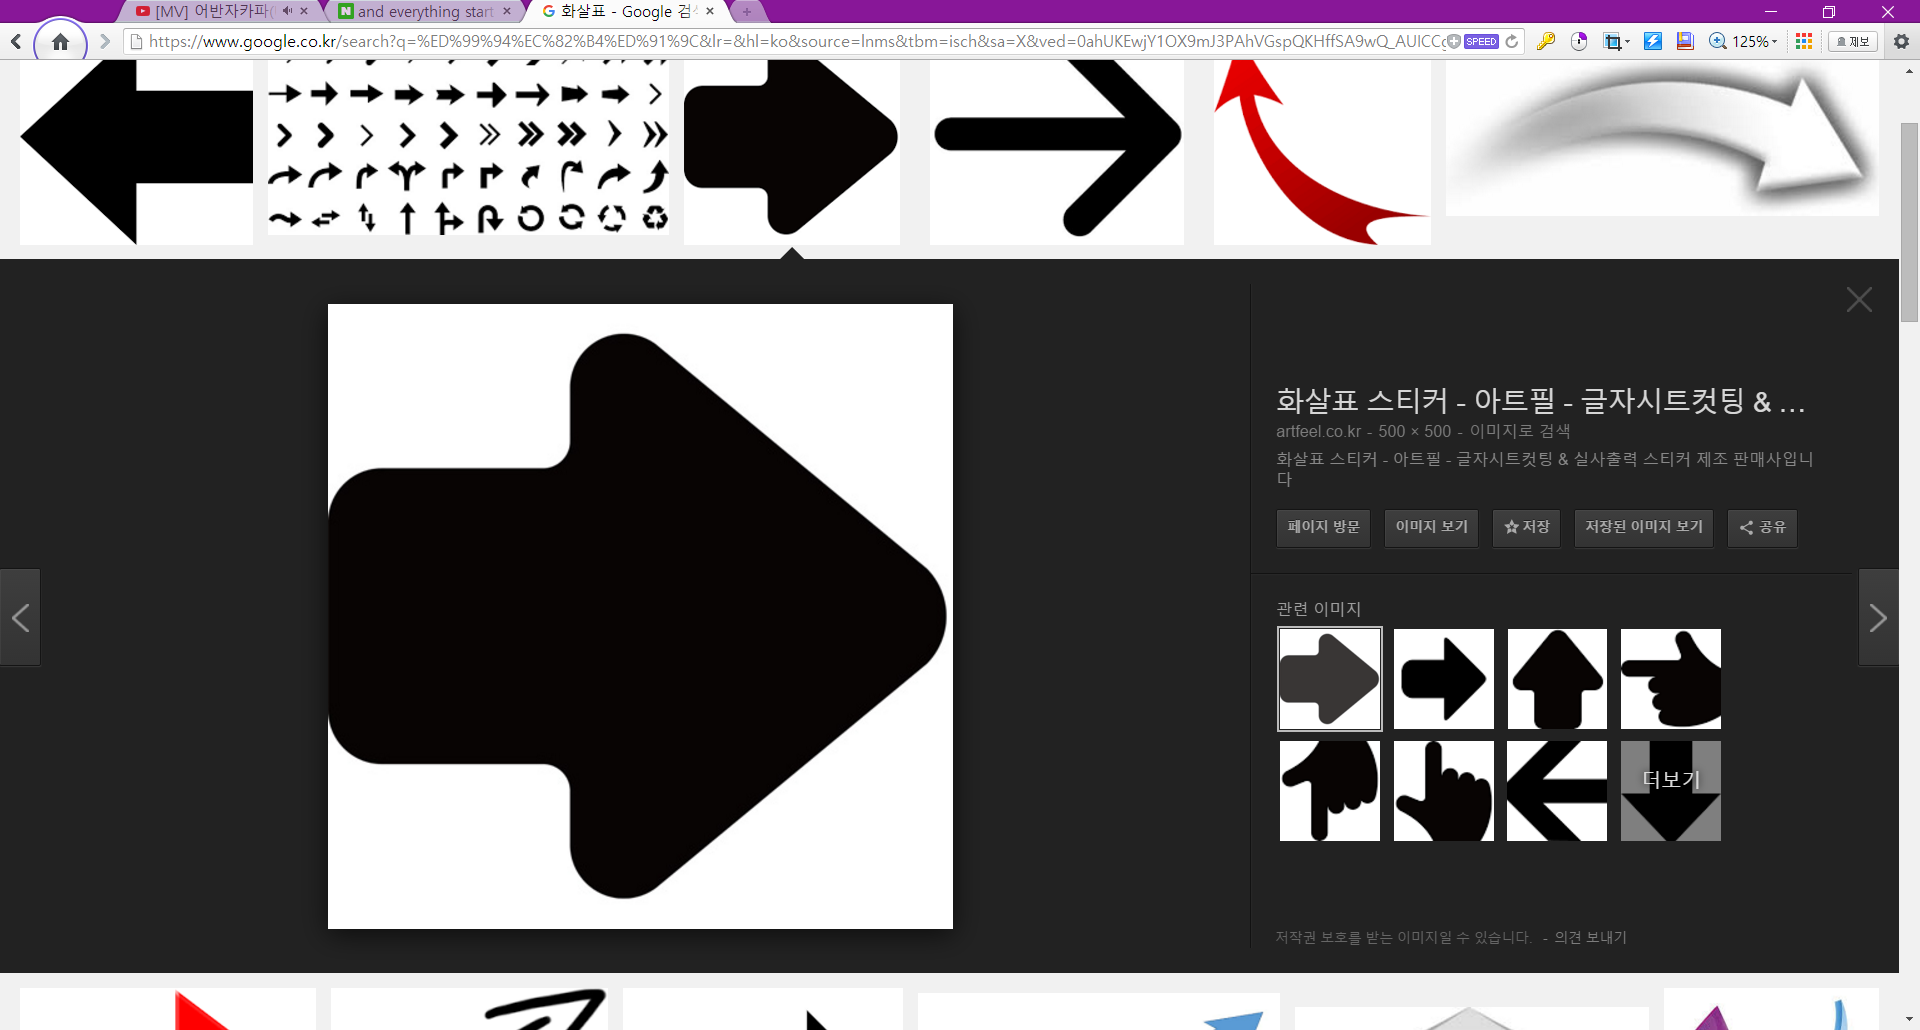 [MV] 어반자카파(
and everything start
화살표 - Google 검색
https://www.google.co.kr/search?q=%ED%99%94%EC%82%B4%ED%91%9C&lr=&hl=ko&source=lnms&tbm=isch&sa=X&ved=0ahUKEwjY1OX9mJ3PAhVGspQKHffSA9wQ_AUICCg
SPEED
125%
제보
화살표 스티커 - 아트필 - 글자시트컷팅 & ...
artfeel.co.kr - 500 × 500 - 이미지로 검색
화살표 스티커 - 아트필 - 글자시트컷팅 & 실사출력 스티커 제조 판매사입니
다
페이지 방문
이미지 보기
저장
저장된 이미지 보기
공유
관련 이미지
더보기
저작권 보호를 받는 이미지일 수 있습니다. - 의견 보내기